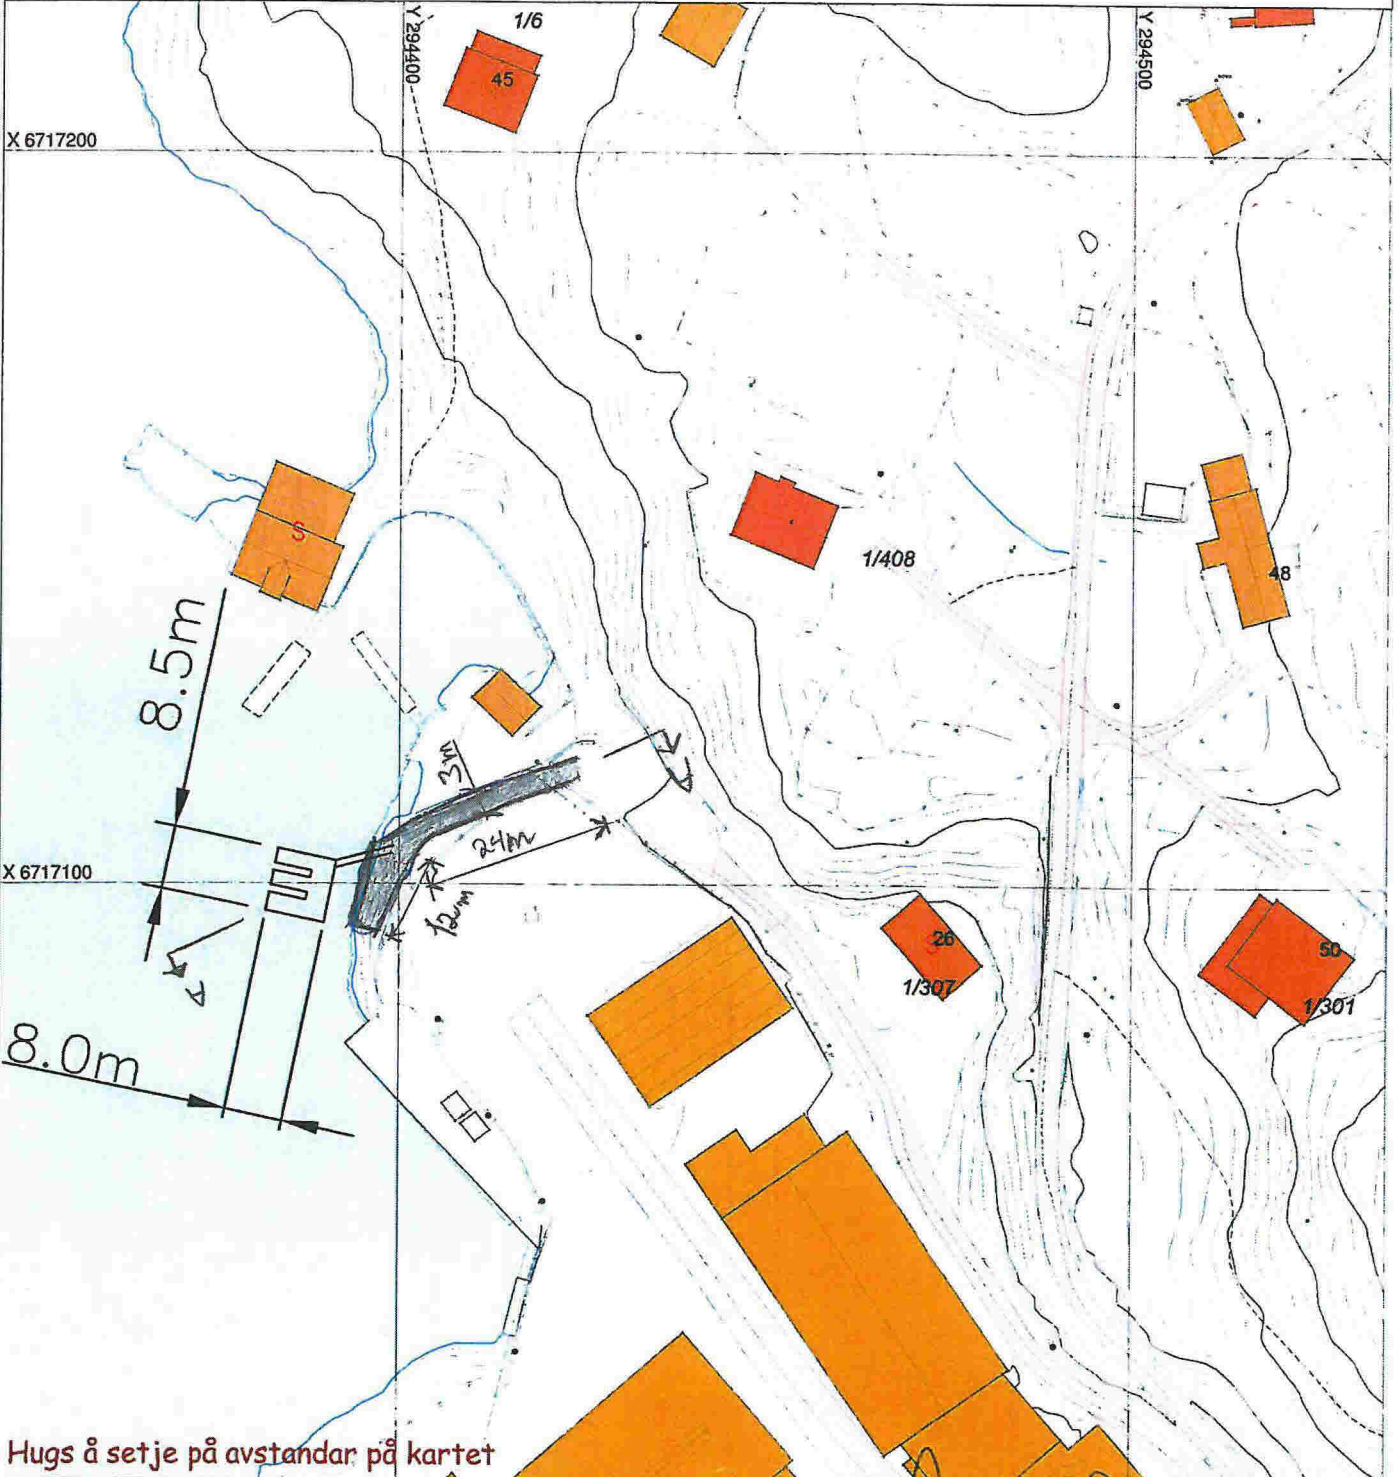 1/6
Y 294400
Y 294500
45
X 6717200
S
1/408
48
8.5m
3m
24m
X 6717100
12m
26
1/307
50
1/301
8.0m
Hugs å setje på avstandar på kartet